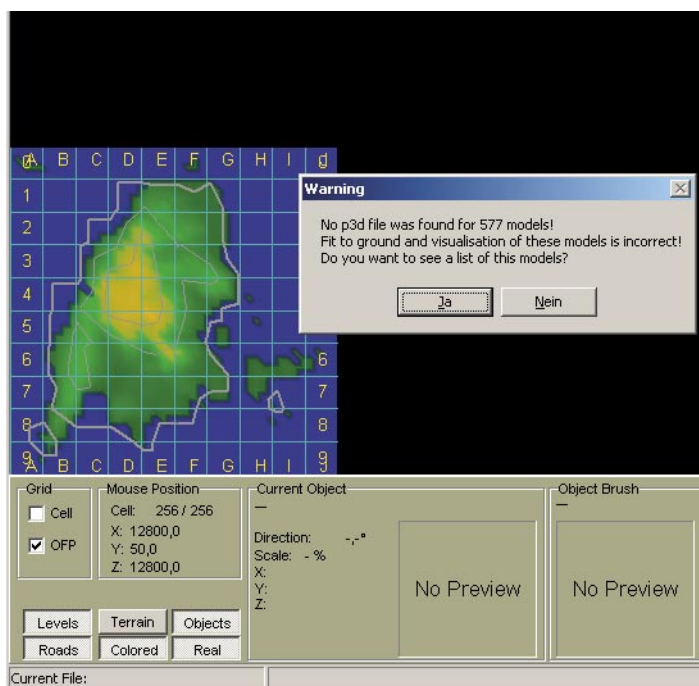 A B C D E F G H I J
1
2
3
4
5
6 6
7 7
8 8
9 9
A B C D E F G H I J
Warning
No p3d file was found for 577 models!
Fit to ground and visualisation of these models is incorrect!
Do you want to see a list of this models?
Ja Nein
Grid
Cell
OFP
Mouse Position
Cell: 256 / 256
X: 12800,0
Y: 50,0
Z: 12800,0
Current Object
—
Direction: -,-°
Scale: - %
X:
Y:
Z:
No Preview
Object Brush
—
No Preview
Levels Terrain Objects
Roads Colored Real
Current File: